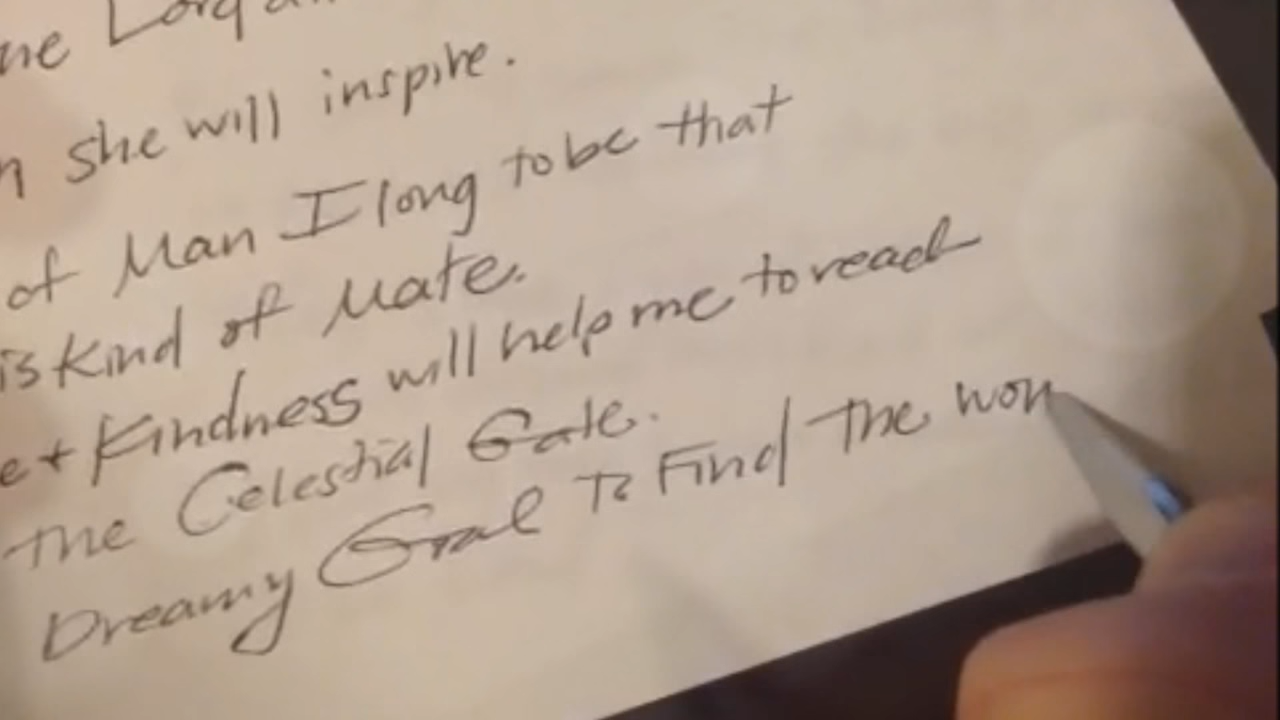 ne Lord
n she will inspire.
of Man I long to be that
is kind of Mate.
e + Kindness will help me to reach
the Celestial Gate.
Dreamy Goal To Find The wom